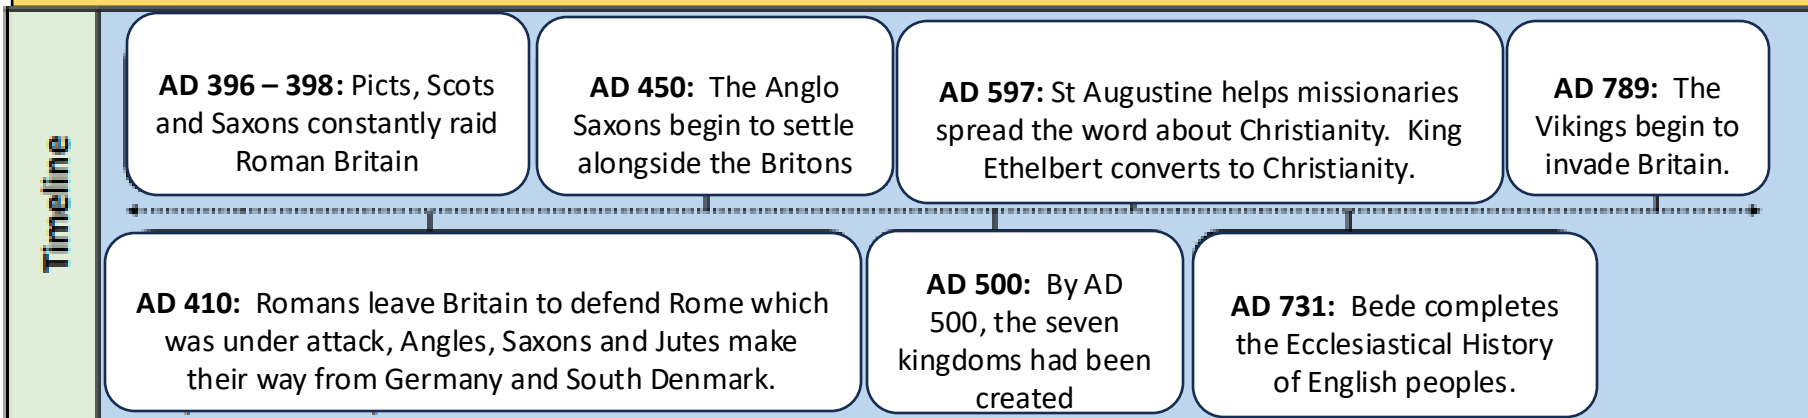 Timeline
AD 396 – 398: Picts, Scots
and Saxons constantly raid
Roman Britain
AD 450:  The Anglo
Saxons begin to settle
alongside the Britons
AD 597: St Augustine helps missionaries
spread the word about Christianity.  King
Ethelbert converts to Christianity.
AD 789:  The
Vikings begin to
invade Britain.
AD 410:  Romans leave Britain to defend Rome which
was under attack, Angles, Saxons and Jutes make
their way from Germany and South Denmark.
AD 500:  By AD
500, the seven
kingdoms had been
created
AD 731:  Bede completes
the Ecclesiastical History
of English peoples.